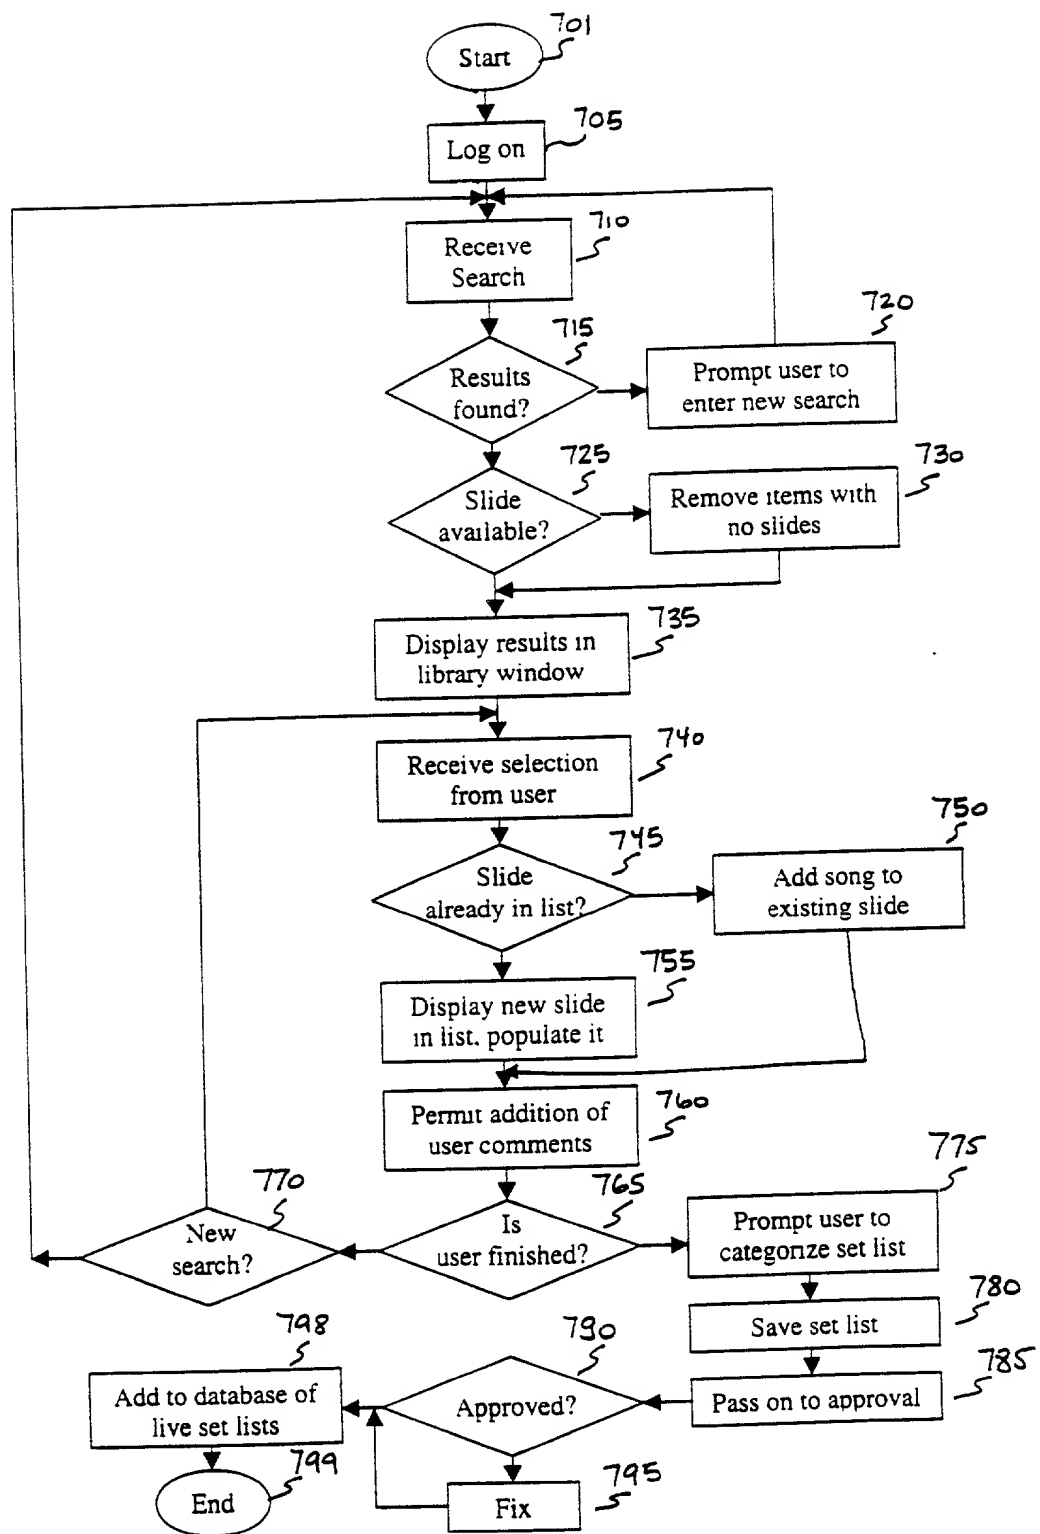 701
Start
705
Log on
710
Receive
Search
715
Results
found?
720
Prompt user to
enter new search
725
Slide
available?
730
Remove items with
no slides
735
Display results in
library window
740
Receive selection
from user
745
Slide
already in list?
750
Add song to
existing slide
755
Display new slide
in list, populate it
760
Permit addition of
user comments
765
Is
user finished?
770
New
search?
775
Prompt user to
categorize set list
780
Save set list
785
Pass on to approval
790
Approved?
795
Fix
798
Add to database of
live set lists
799
End